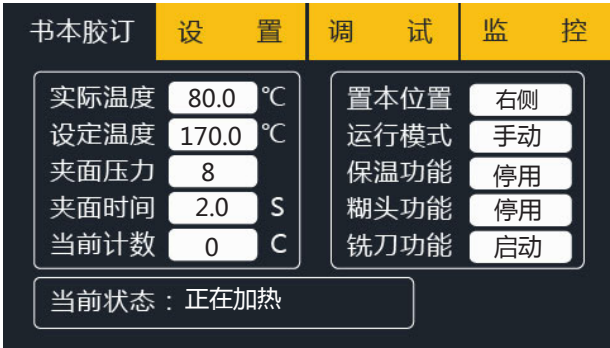 书本胶订 设 置 调 试 监 控
实际温度 80.0 ℃
设定温度 170.0 ℃
夹面压力 8
夹面时间 2.0 S
当前计数 0 C
置本位置 右侧
运行模式 手动
保温功能 停用
糊头功能 停用
铣刀功能 启动
当前状态：正在加热